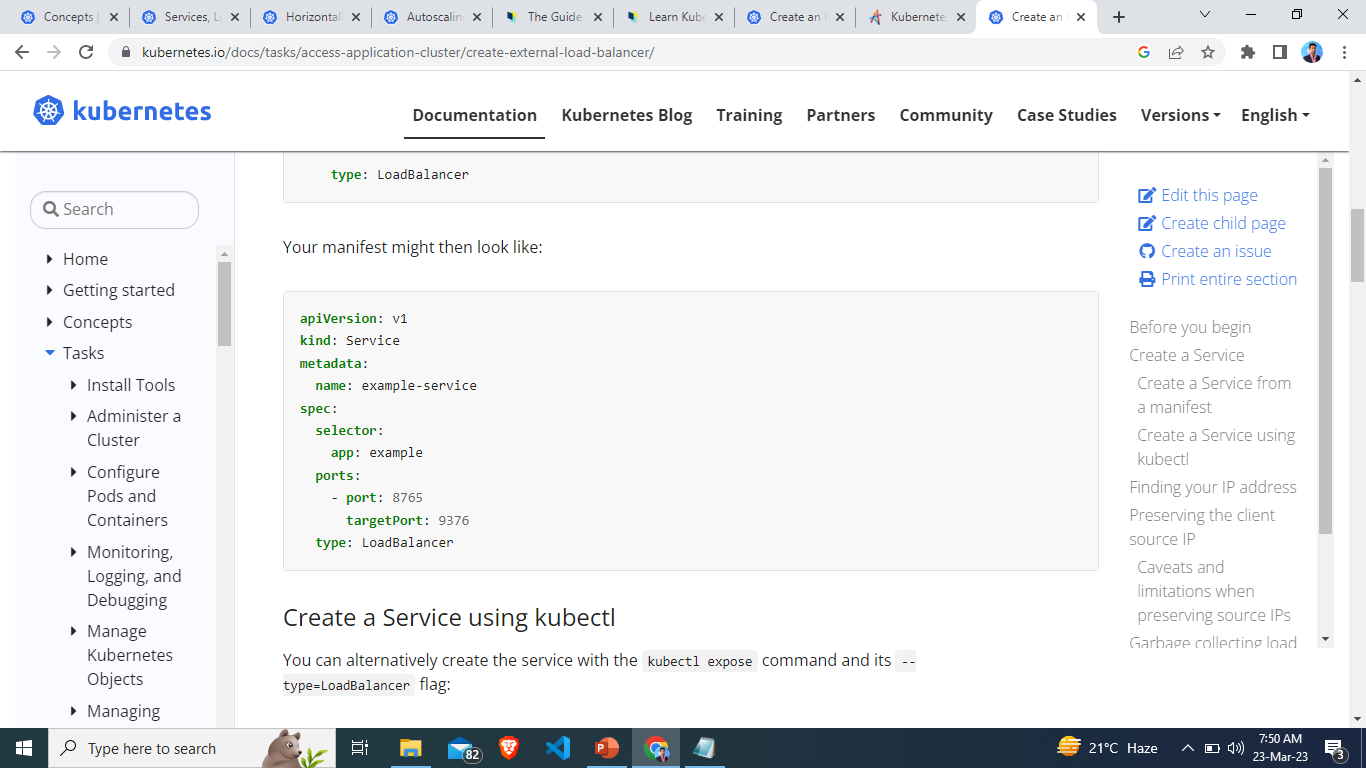 Concepts |
Services, L
Horizontal
Autoscalin
The Guide
Learn Kube
Create an
Kubernete
Create an
kubernetes.io/docs/tasks/access-application-cluster/create-external-load-balancer/
kubernetes
Documentation
Kubernetes Blog
Training
Partners
Community
Case Studies
Versions
English
Search
Home
Getting started
Concepts
Tasks
Install Tools
Administer a
Cluster
Configure
Pods and
Containers
Monitoring,
Logging, and
Debugging
Manage
Kubernetes
Objects
Managing
type: LoadBalancer
Your manifest might then look like:
apiVersion: v1
kind: Service
metadata:
name: example-service
spec:
selector:
app: example
ports:
- port: 8765
targetPort: 9376
type: LoadBalancer
Create a Service using kubectl
You can alternatively create the service with the kubectl expose command and its --
type=LoadBalancer flag:
Edit this page
Create child page
Create an issue
Print entire section
Before you begin
Create a Service
Create a Service from
a manifest
Create a Service using
kubectl
Finding your IP address
Preserving the client
source IP
Caveats and
limitations when
preserving source IPs
Garbage collecting load
Type here to search
82
21°C Haze
7:50 AM
23-Mar-23
3